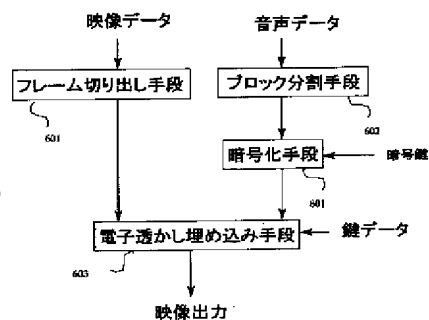 映像データ 音声データ
フレーム切り出し手段 ブロック分割手段
601 602
暗号化手段 暗号鍵
601
電子透かし埋め込み手段 鍵データ
603
映像出力